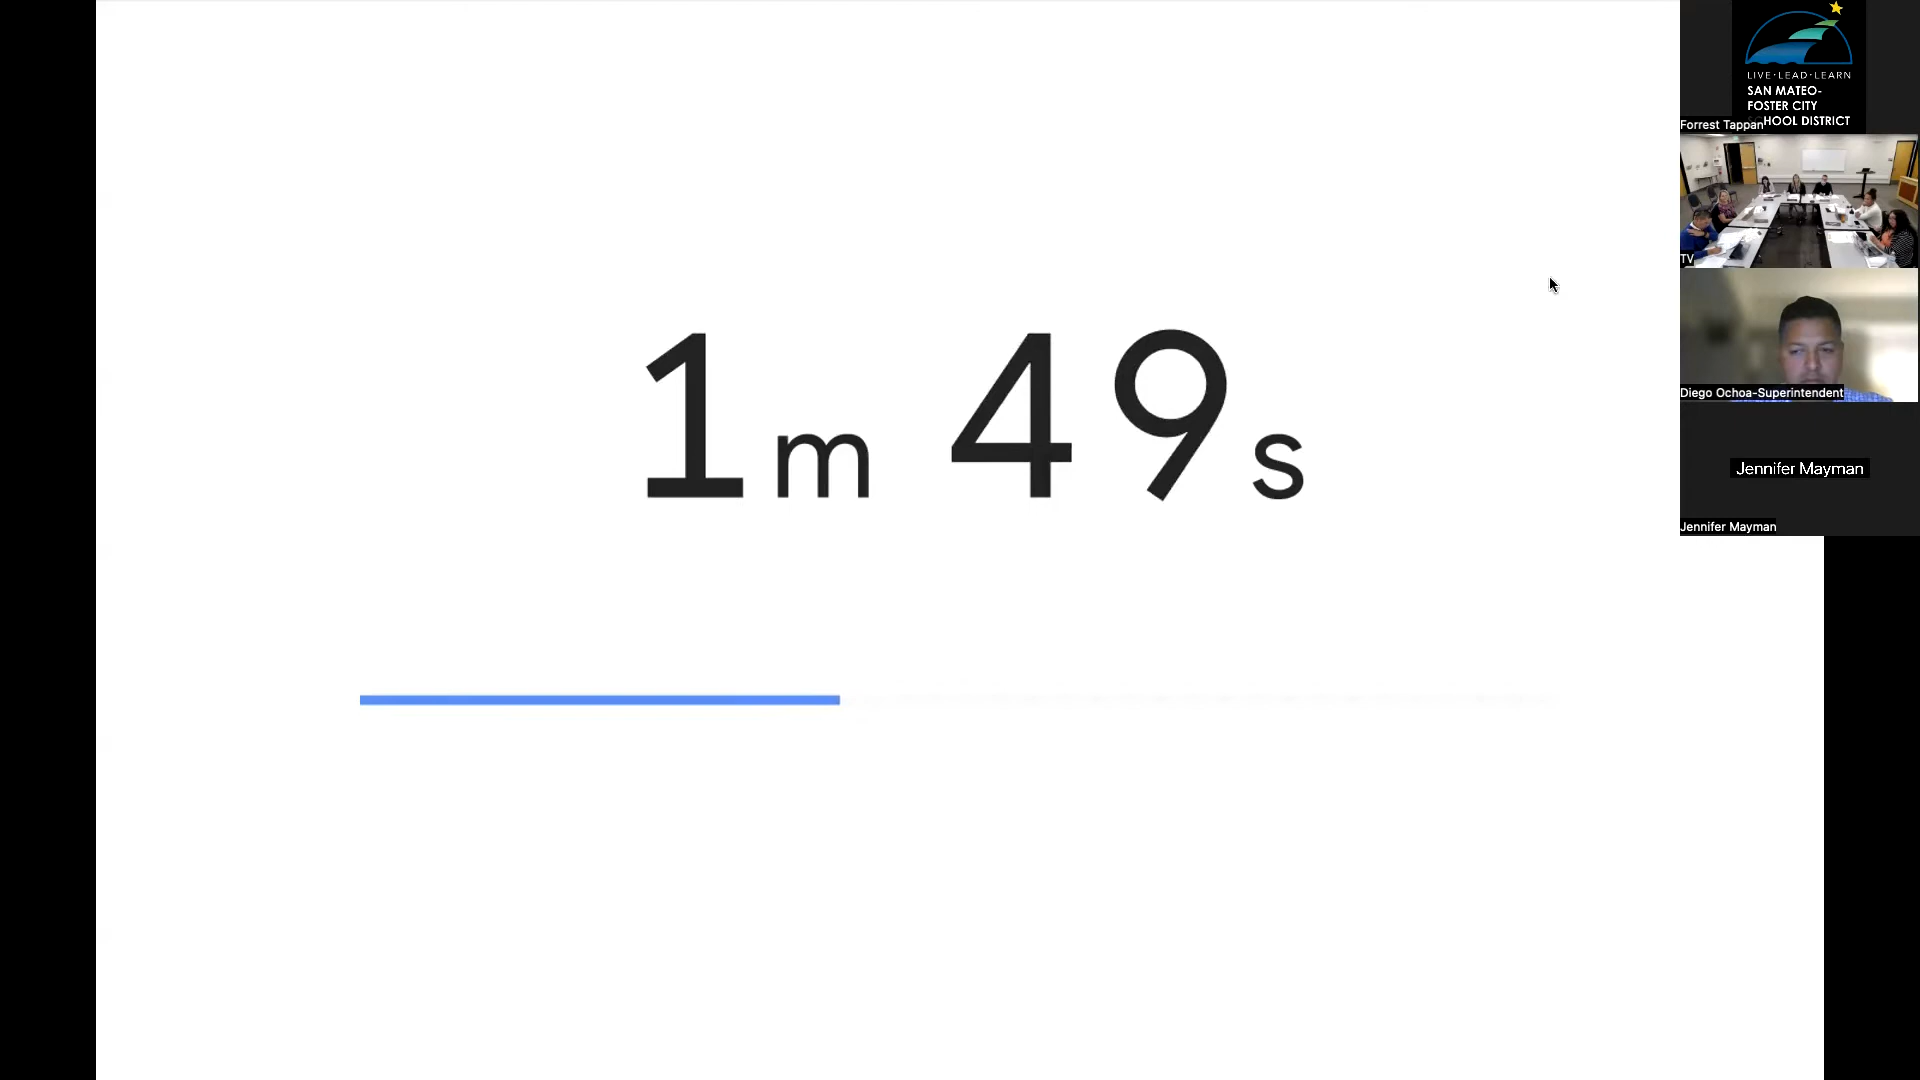 1m 49s
LIVE·LEAD·LEARN
SAN MATEO-
FOSTER CITY
SCHOOL DISTRICT
Forrest Tappan
TV
Diego Ochoa-Superintendent
Jennifer Mayman
Jennifer Mayman